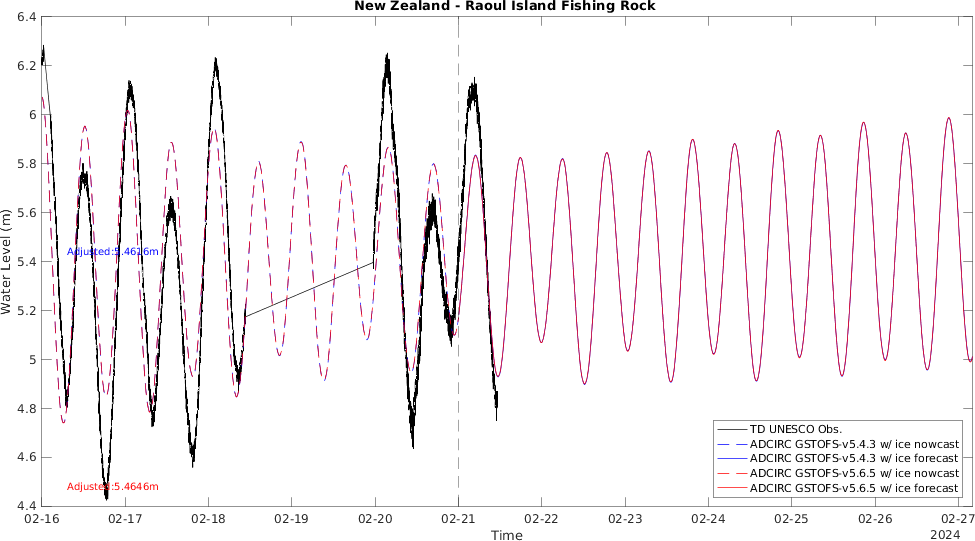 New Zealand - Raoul Island Fishing Rock
Water Level (m)
6.4
6.2
6
5.8
5.6
5.4
5.2
5
4.8
4.6
4.4
Adjusted:5.4616m
Adjusted:5.4646m
TD UNESCO Obs.
ADCIRC GSTOFS-v5.4.3 w/ ice nowcast
ADCIRC GSTOFS-v5.4.3 w/ ice forecast
ADCIRC GSTOFS-v5.6.5 w/ ice nowcast
ADCIRC GSTOFS-v5.6.5 w/ ice forecast
02-16 02-17 02-18 02-19 02-20 02-21 02-22 02-23 02-24 02-25 02-26 02-27
Time
2024